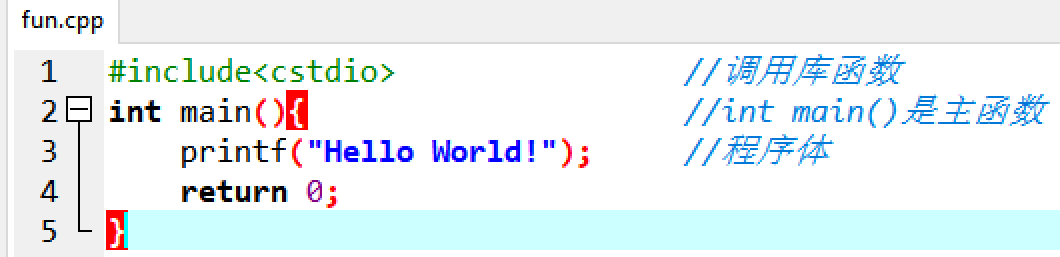 fun.cpp
1 #include<cstdio> //调用库函数
2 int main(){ //int main()是主函数
3 printf("Hello World!"); //程序体
4 return 0;
5 }